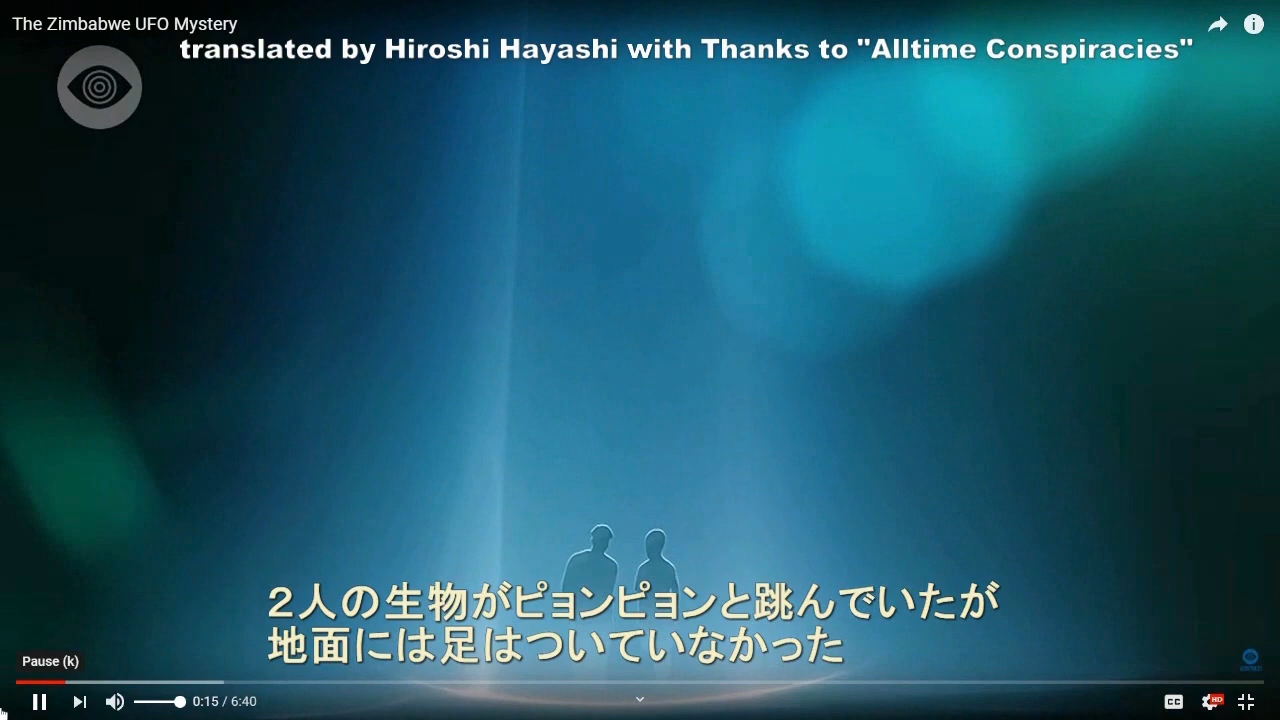 The Zimbabwe UFO Mystery
translated by Hiroshi Hayashi with Thanks to "Alltime Conspiracies"
２人の生物がピョンピョンと跳んでいたが
地面には足はついていなかった
Pause (k)
0:15 / 6:40
CC
HD